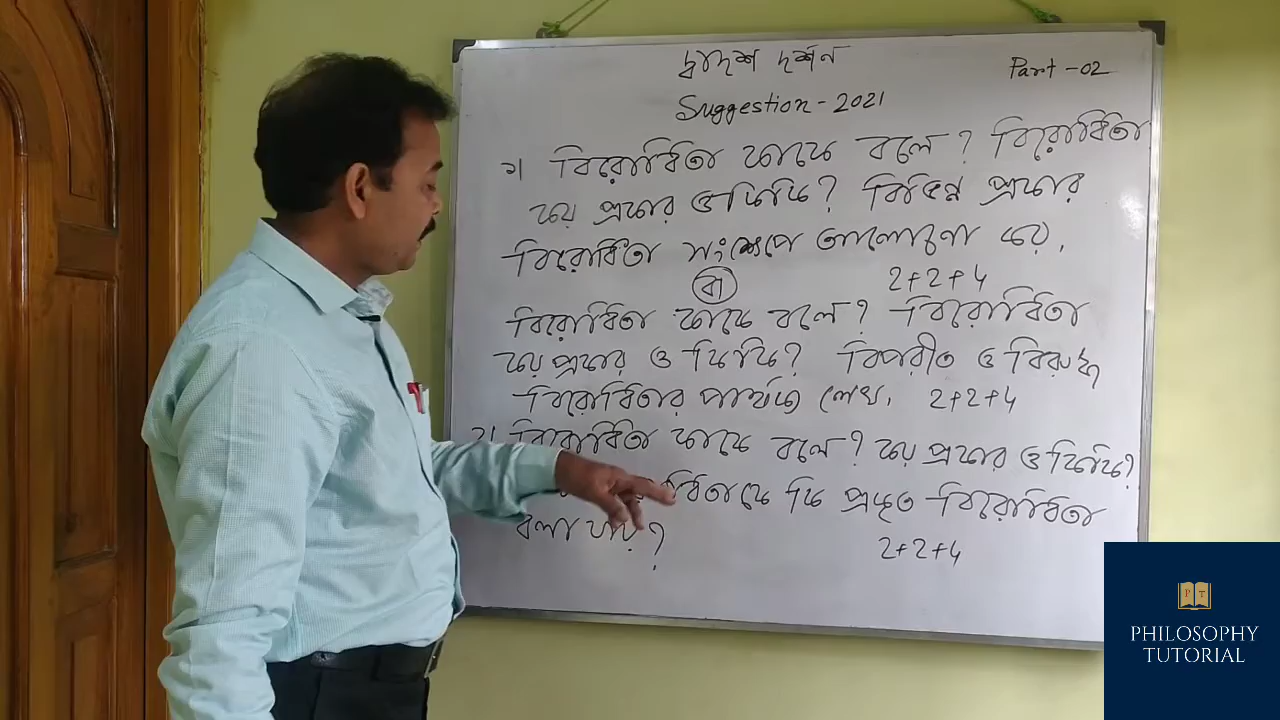 দ্বাদশ দর্শন
Part-02
Suggestion-2021
১। বিরোধিতা কাকে বলে? বিরোধিতা
কয় প্রকার ও কি কি? বিভিন্ন প্রকার
বিরোধিতা সংক্ষেপে আলোচনা কর।
2+2+4
বা
বিরোধিতা কাকে বলে? বিরোধিতা
কয় প্রকার ও কি কি? বিপরীত ও বিরুদ্ধ
বিরোধিতার পার্থক্য লেখ। 2+2+4
২। বিরোধিতা কাকে বলে? কয় প্রকার ও কি কি?
কি প্রকৃত বিরোধিতা
বলা যায়?
2+2+4
PHILOSOPHY
TUTORIAL
P T